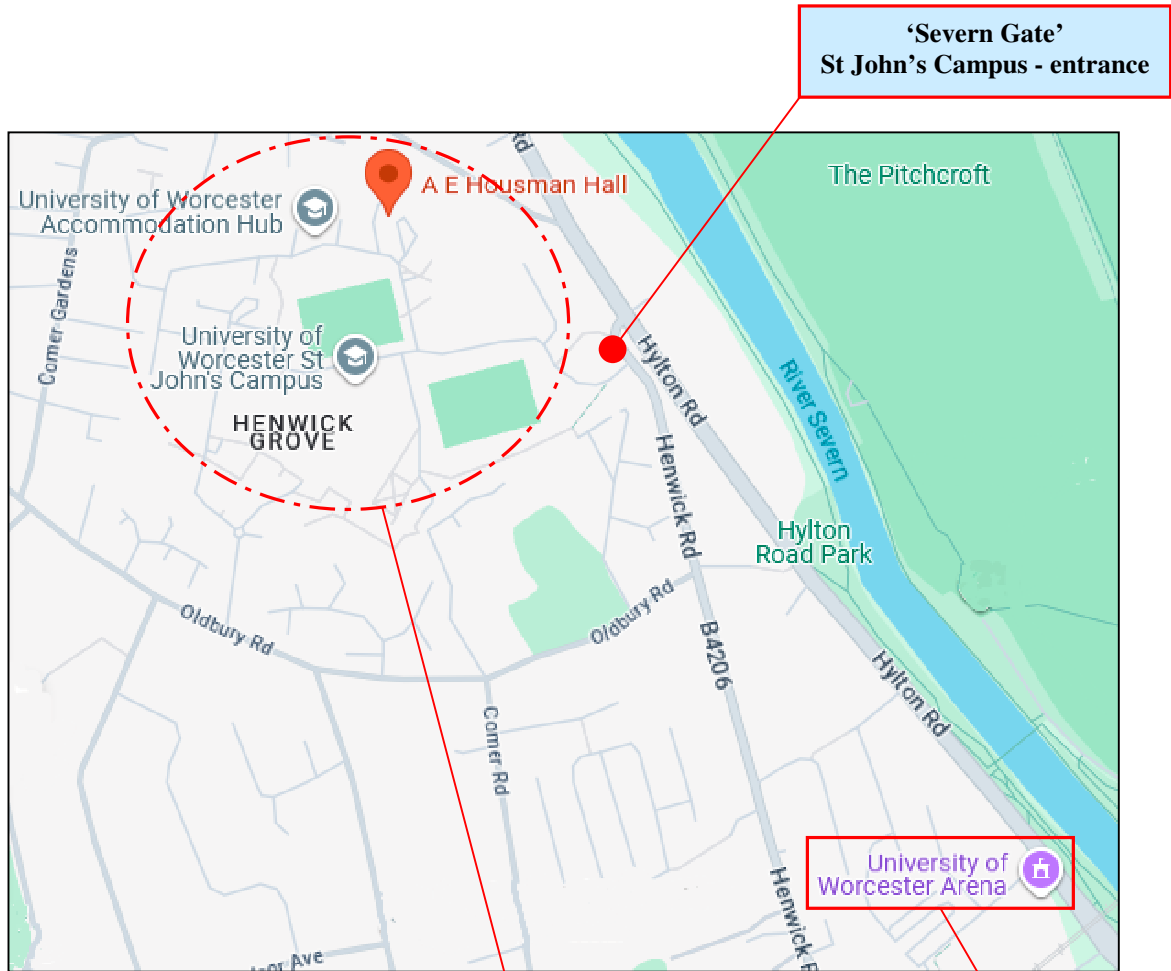 ‘Severn Gate’
St John’s Campus - entrance
Rd
The Pitchcroft
A E Housman Hall
University of Worcester
Accommodation Hub
Comer Gardens
University of
Worcester St
John's Campus
HENWICK
GROVE
Hylton Rd
River Severn
Henwick Rd
Hylton
Road Park
Oldbury Rd
Oldbury Rd
B4206
Hylton Rd
Comer Rd
University of
Worcester Arena
Henwick
Ave